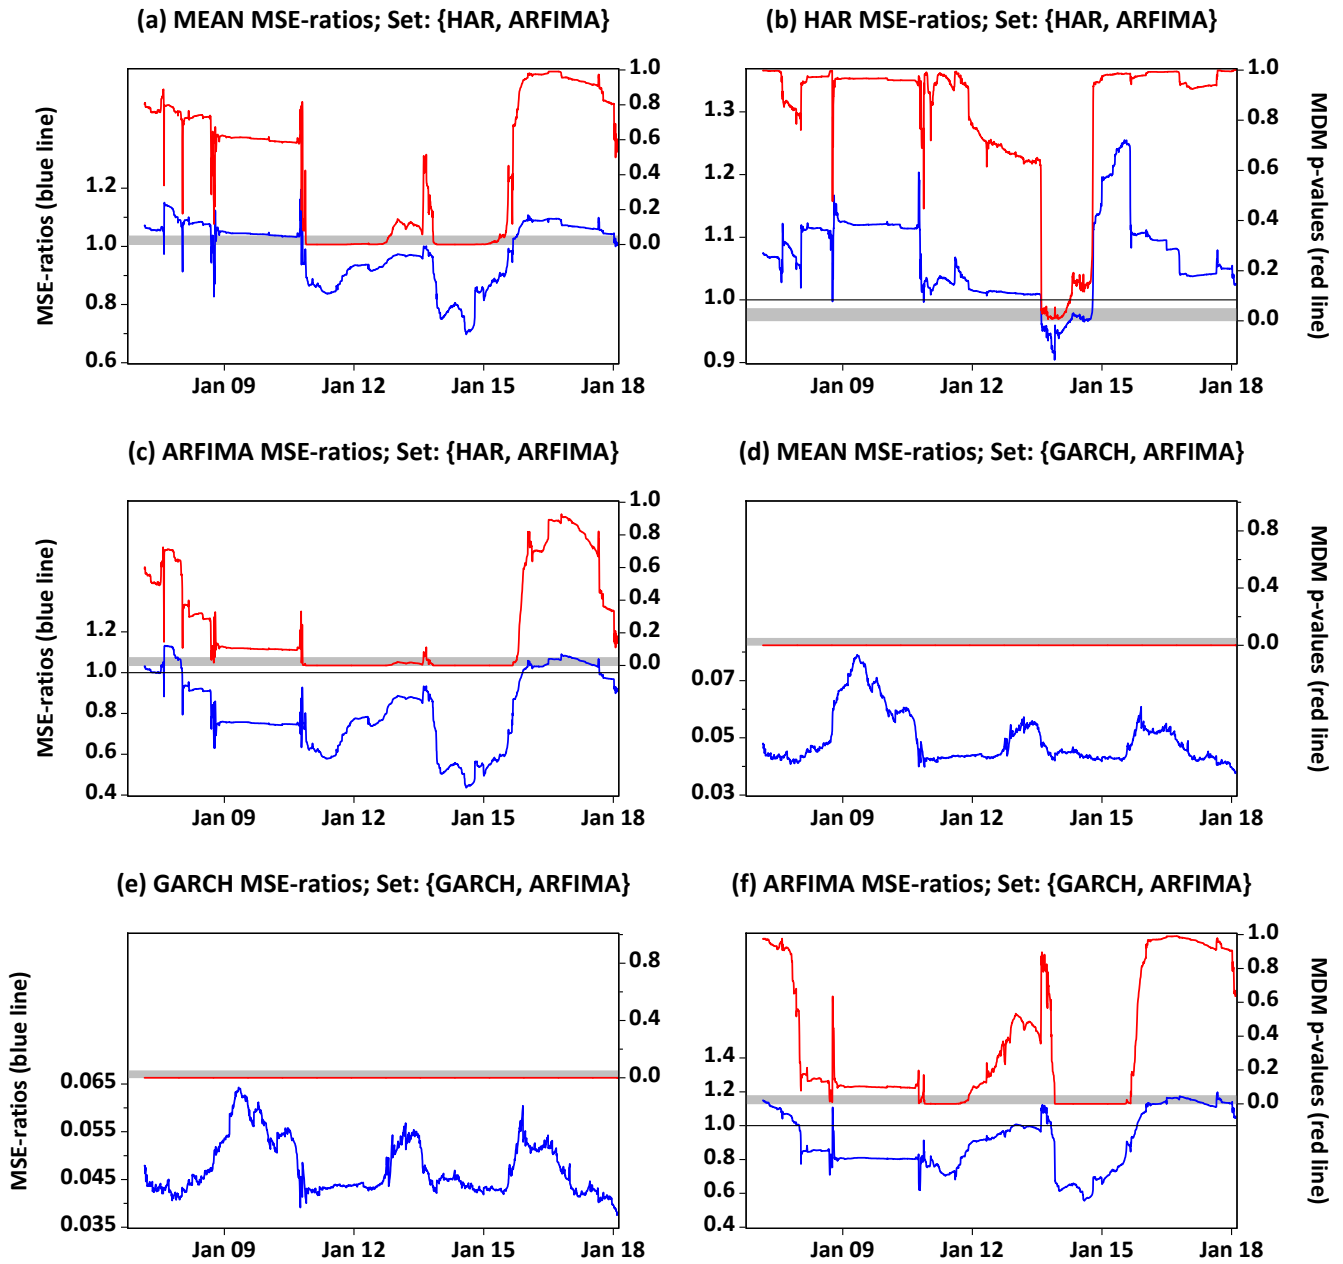 (a) MEAN MSE-ratios; Set: {HAR, ARFIMA}
(b) HAR MSE-ratios; Set: {HAR, ARFIMA}
MSE-ratios (blue line)
1.2
1.0
0.8
0.6
1.0
0.8
0.6
0.4
0.2
0.0
Jan 09
Jan 12
Jan 15
Jan 18
1.3
1.2
1.1
1.0
0.9
1.0
0.8
0.6
0.4
0.2
0.0
MDM p-values (red line)
Jan 09
Jan 12
Jan 15
Jan 18
(c) ARFIMA MSE-ratios; Set: {HAR, ARFIMA}
(d) MEAN MSE-ratios; Set: {GARCH, ARFIMA}
MSE-ratios (blue line)
1.2
1.0
0.8
0.6
0.4
1.0
0.8
0.6
0.4
0.2
0.0
Jan 09
Jan 12
Jan 15
Jan 18
0.07
0.05
0.03
0.8
0.4
0.0
MDM p-values (red line)
Jan 09
Jan 12
Jan 15
Jan 18
(e) GARCH MSE-ratios; Set: {GARCH, ARFIMA}
(f) ARFIMA MSE-ratios; Set: {GARCH, ARFIMA}
MSE-ratios (blue line)
0.065
0.055
0.045
0.035
0.8
0.4
0.0
Jan 09
Jan 12
Jan 15
Jan 18
1.4
1.2
1.0
0.8
0.6
0.4
1.0
0.8
0.6
0.4
0.2
0.0
MDM p-values (red line)
Jan 09
Jan 12
Jan 15
Jan 18